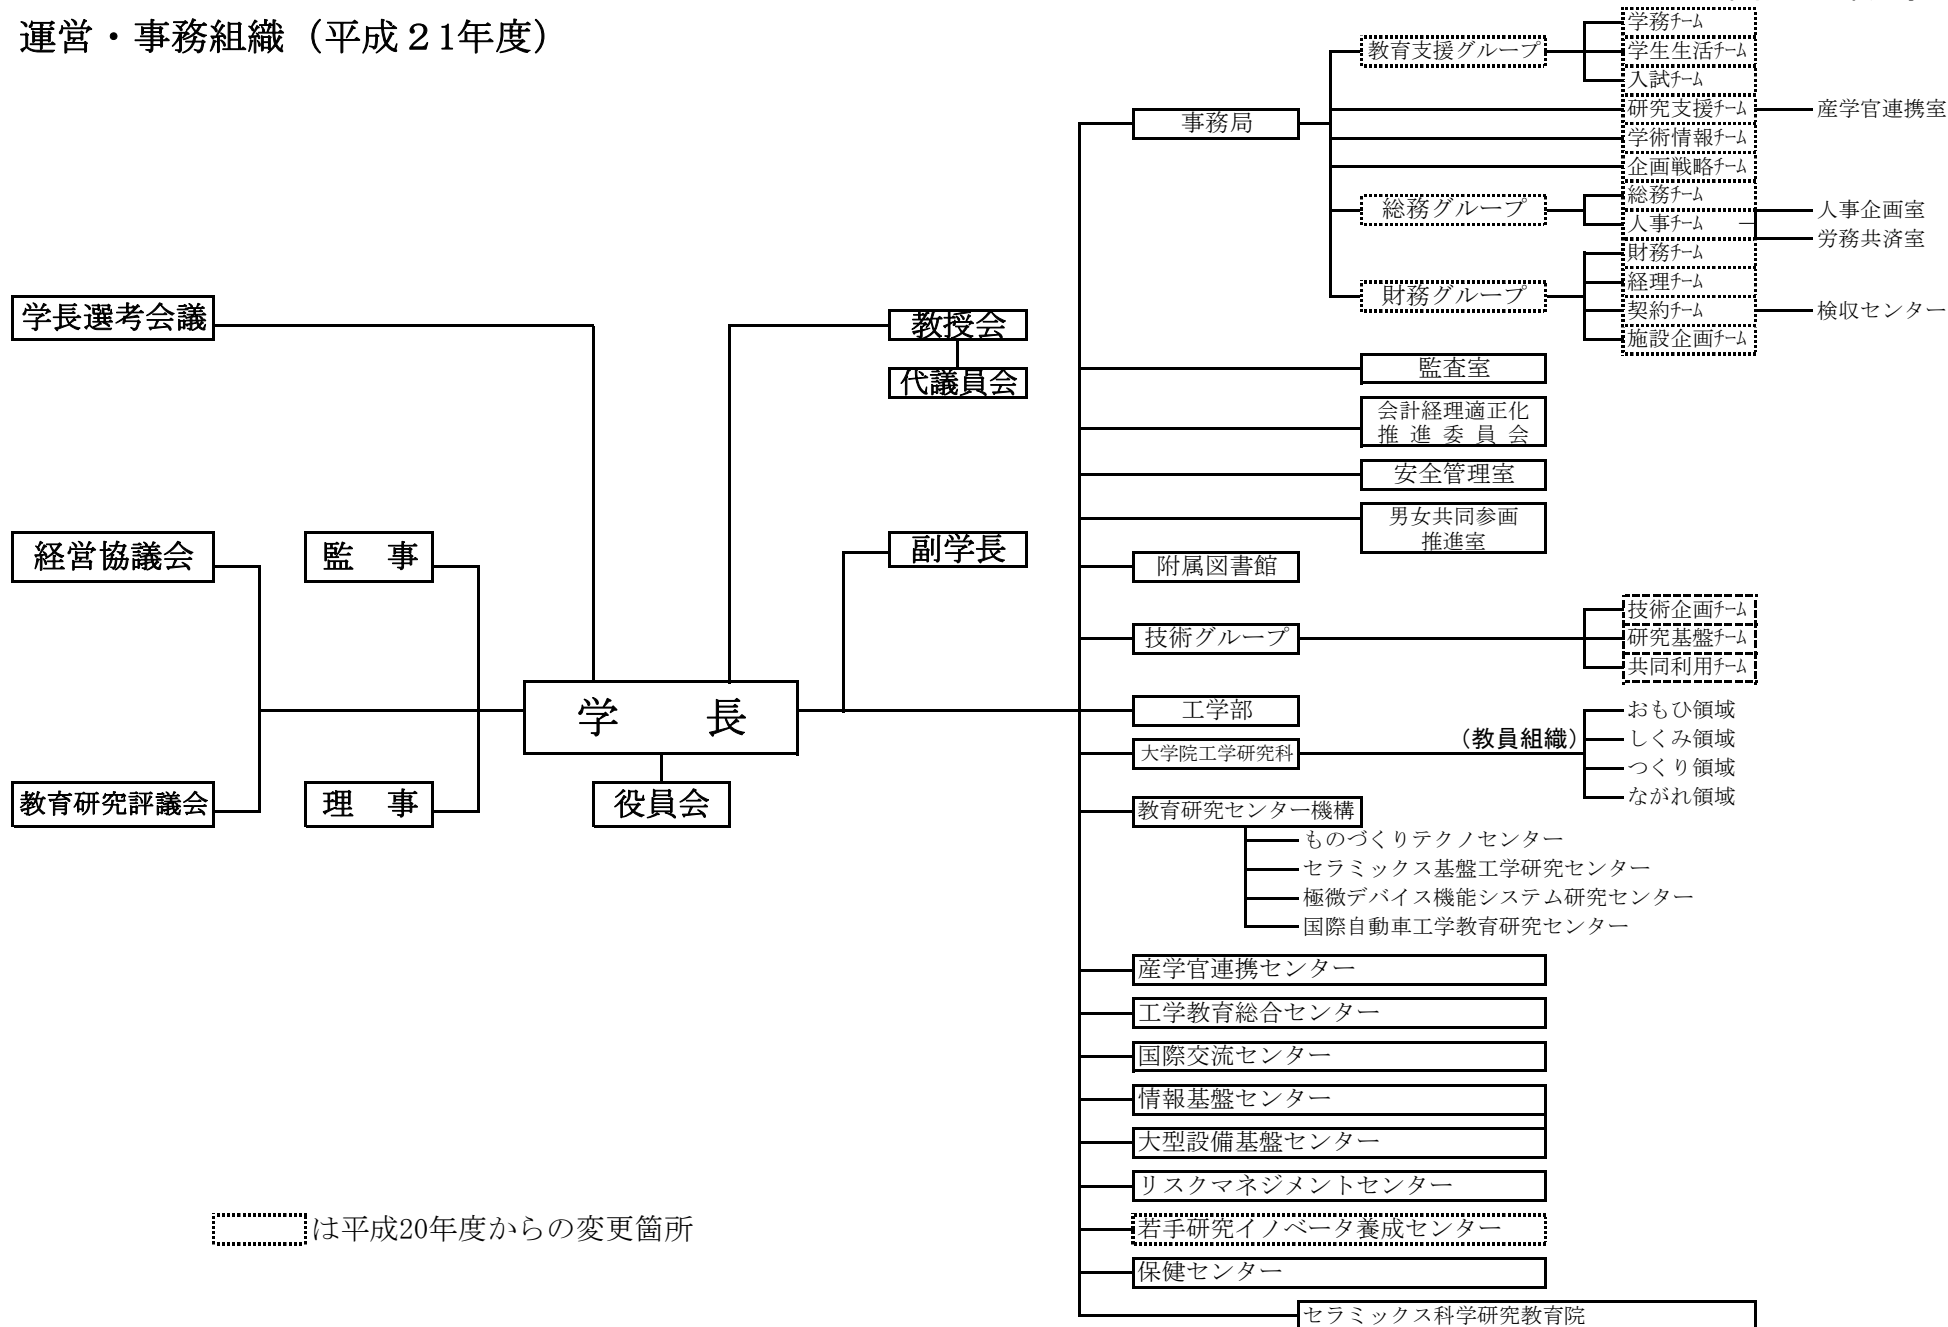 運営・事務組織（平成２1年度）
学長選考会議
経営協議会
教育研究評議会
監　事
理　事
学　　長
役員会
教授会
代議員会
副学長
事務局
教育支援グループ
学務ﾁｰﾑ
学生生活ﾁｰﾑ
入試ﾁｰﾑ
研究支援ﾁｰﾑ
産学官連携室
学術情報ﾁｰﾑ
企画戦略ﾁｰﾑ
総務グループ
総務ﾁｰﾑ
人事ﾁｰﾑ
人事企画室
労務共済室
財務グループ
財務ﾁｰﾑ
経理ﾁｰﾑ
契約ﾁｰﾑ
検収センター
施設企画ﾁｰﾑ
監査室
会計経理適正化
推 進 委 員 会
安全管理室
男女共同参画
推進室
附属図書館
技術グループ
技術企画ﾁｰﾑ
研究基盤ﾁｰﾑ
共同利用ﾁｰﾑ
工学部
大学院工学研究科
（教員組織）
おもひ領域
しくみ領域
つくり領域
ながれ領域
教育研究センター機構
ものづくりテクノセンター
セラミックス基盤工学研究センター
極微デバイス機能システム研究センター
国際自動車工学教育研究センター
産学官連携センター
工学教育総合センター
国際交流センター
情報基盤センター
大型設備基盤センター
リスクマネジメントセンター
若手研究イノベータ養成センター
保健センター
セラミックス科学研究教育院
は平成20年度からの変更箇所